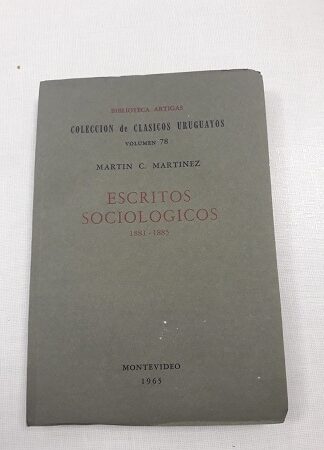 BIBLIOTECA ARTIGAS
COLECCION de CLASICOS URUGUAYOS
VOLUMEN 78
MARTIN C. MARTINEZ
ESCRITOS
SOCIOLOGICOS
1881-1885
MONTEVIDEO
1965